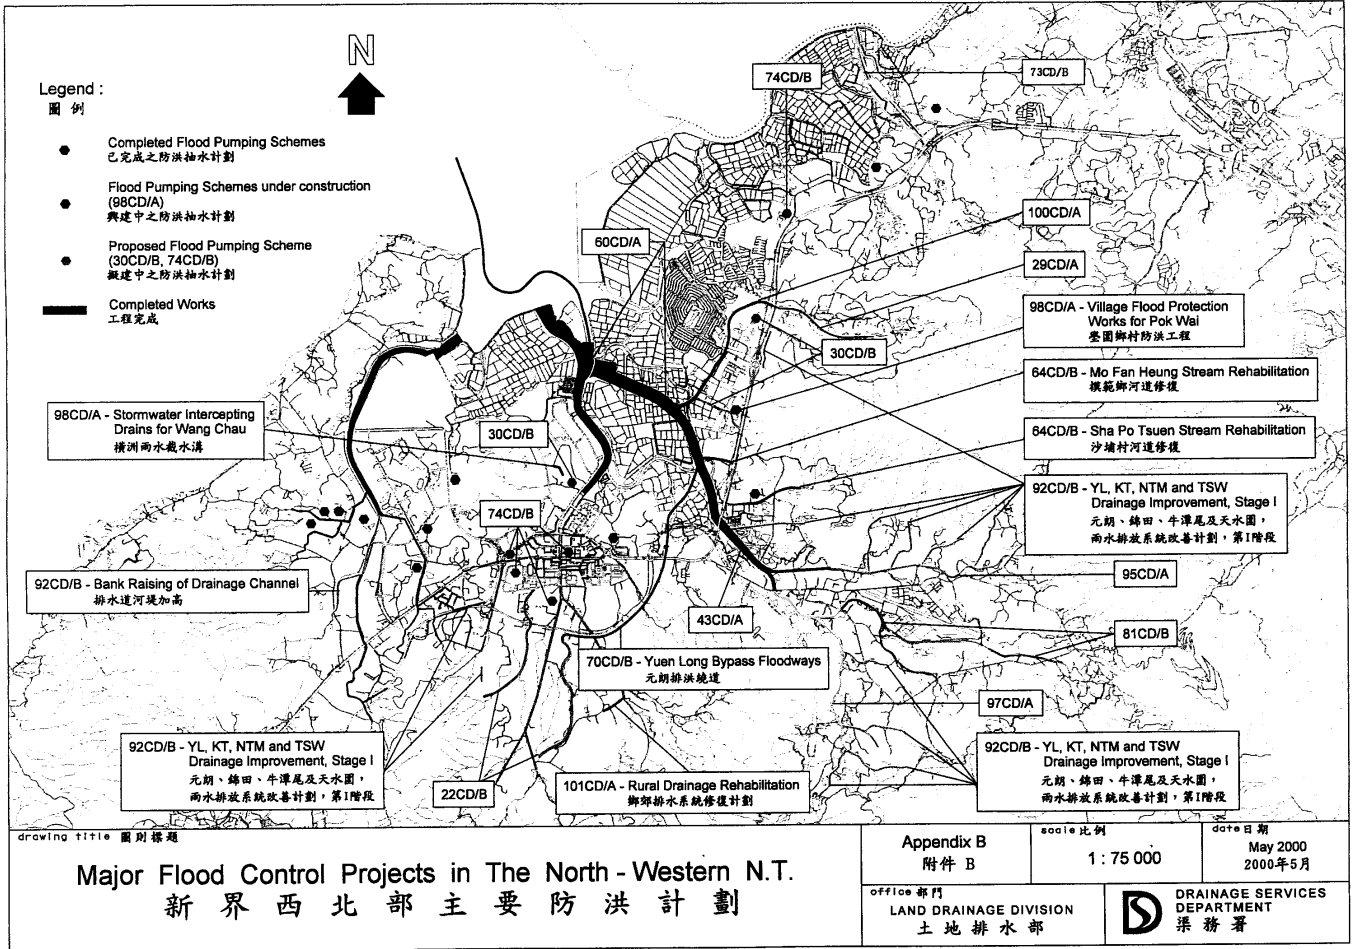 N
Legend :
圖 例
Completed Flood Pumping Schemes
已完成之防洪抽水計劃
Flood Pumping Schemes under construction
(98CD/A)
興建中之防洪抽水計劃
Proposed Flood Pumping Scheme
(30CD/B, 74CD/B)
擬建中之防洪抽水計劃
Completed Works
工程完成
74CD/B
73CD/B
60CD/A
100CD/A
29CD/A
98CD/A - Village Flood Protection
Works for Pok Wai
壆圍鄉村防洪工程
30CD/B
64CD/B - Mo Fan Heung Stream Rehabilitation
模範鄉河道修復
98CD/A - Stormwater Intercepting
Drains for Wang Chau
橫洲雨水截水溝
30CD/B
64CD/B - Sha Po Tsuen Stream Rehabilitation
沙埔村河道修復
92CD/B - YL, KT, NTM and TSW
Drainage Improvement, Stage I
元朗、錦田、牛潭尾及天水圍，
雨水排放系統改善計劃，第I階段
74CD/B
92CD/B - Bank Raising of Drainage Channel
排水道河堤加高
95CD/A
43CD/A
81CD/B
70CD/B - Yuen Long Bypass Floodways
元朗排洪繞道
97CD/A
92CD/B - YL, KT, NTM and TSW
Drainage Improvement, Stage I
元朗、錦田、牛潭尾及天水圍，
雨水排放系統改善計劃，第I階段
22CD/B
101CD/A - Rural Drainage Rehabilitation
鄉郊排水系統修復計劃
92CD/B - YL, KT, NTM and TSW
Drainage Improvement, Stage I
元朗、錦田、牛潭尾及天水圍，
雨水排放系統改善計劃，第I階段
drawing title 圖則標題
Major Flood Control Projects in The North - Western N.T.
新界西北部主要防洪計劃
Appendix B
附件 B
scale 比例
1 : 75 000
date 日期
May 2000
2000年5月
office 部門
LAND DRAINAGE DIVISION
土地排水部
DRAINAGE SERVICES
DEPARTMENT
渠務署